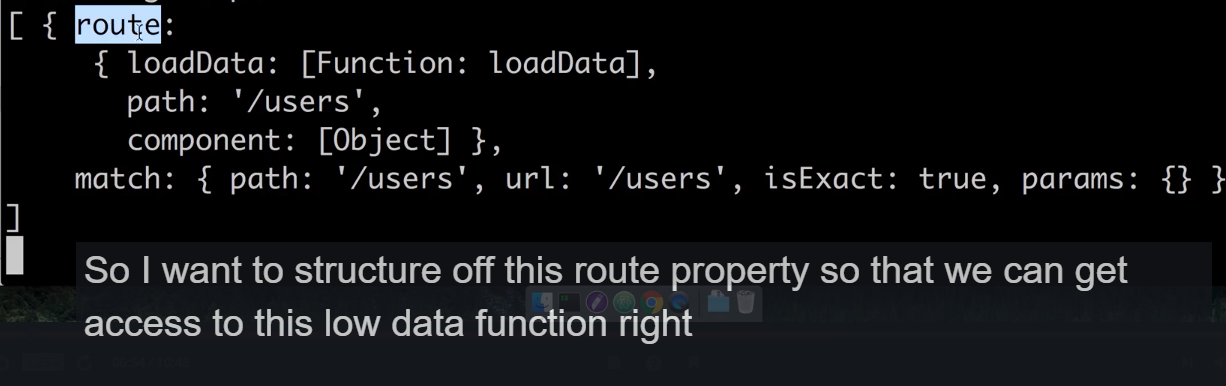 [ { route:
{ loadData: [Function: loadData],
path: '/users',
component: [Object] },
match: { path: '/users', url: '/users', isExact: true, params: {} }
]
So I want to structure off this route property so that we can get
access to this low data function right